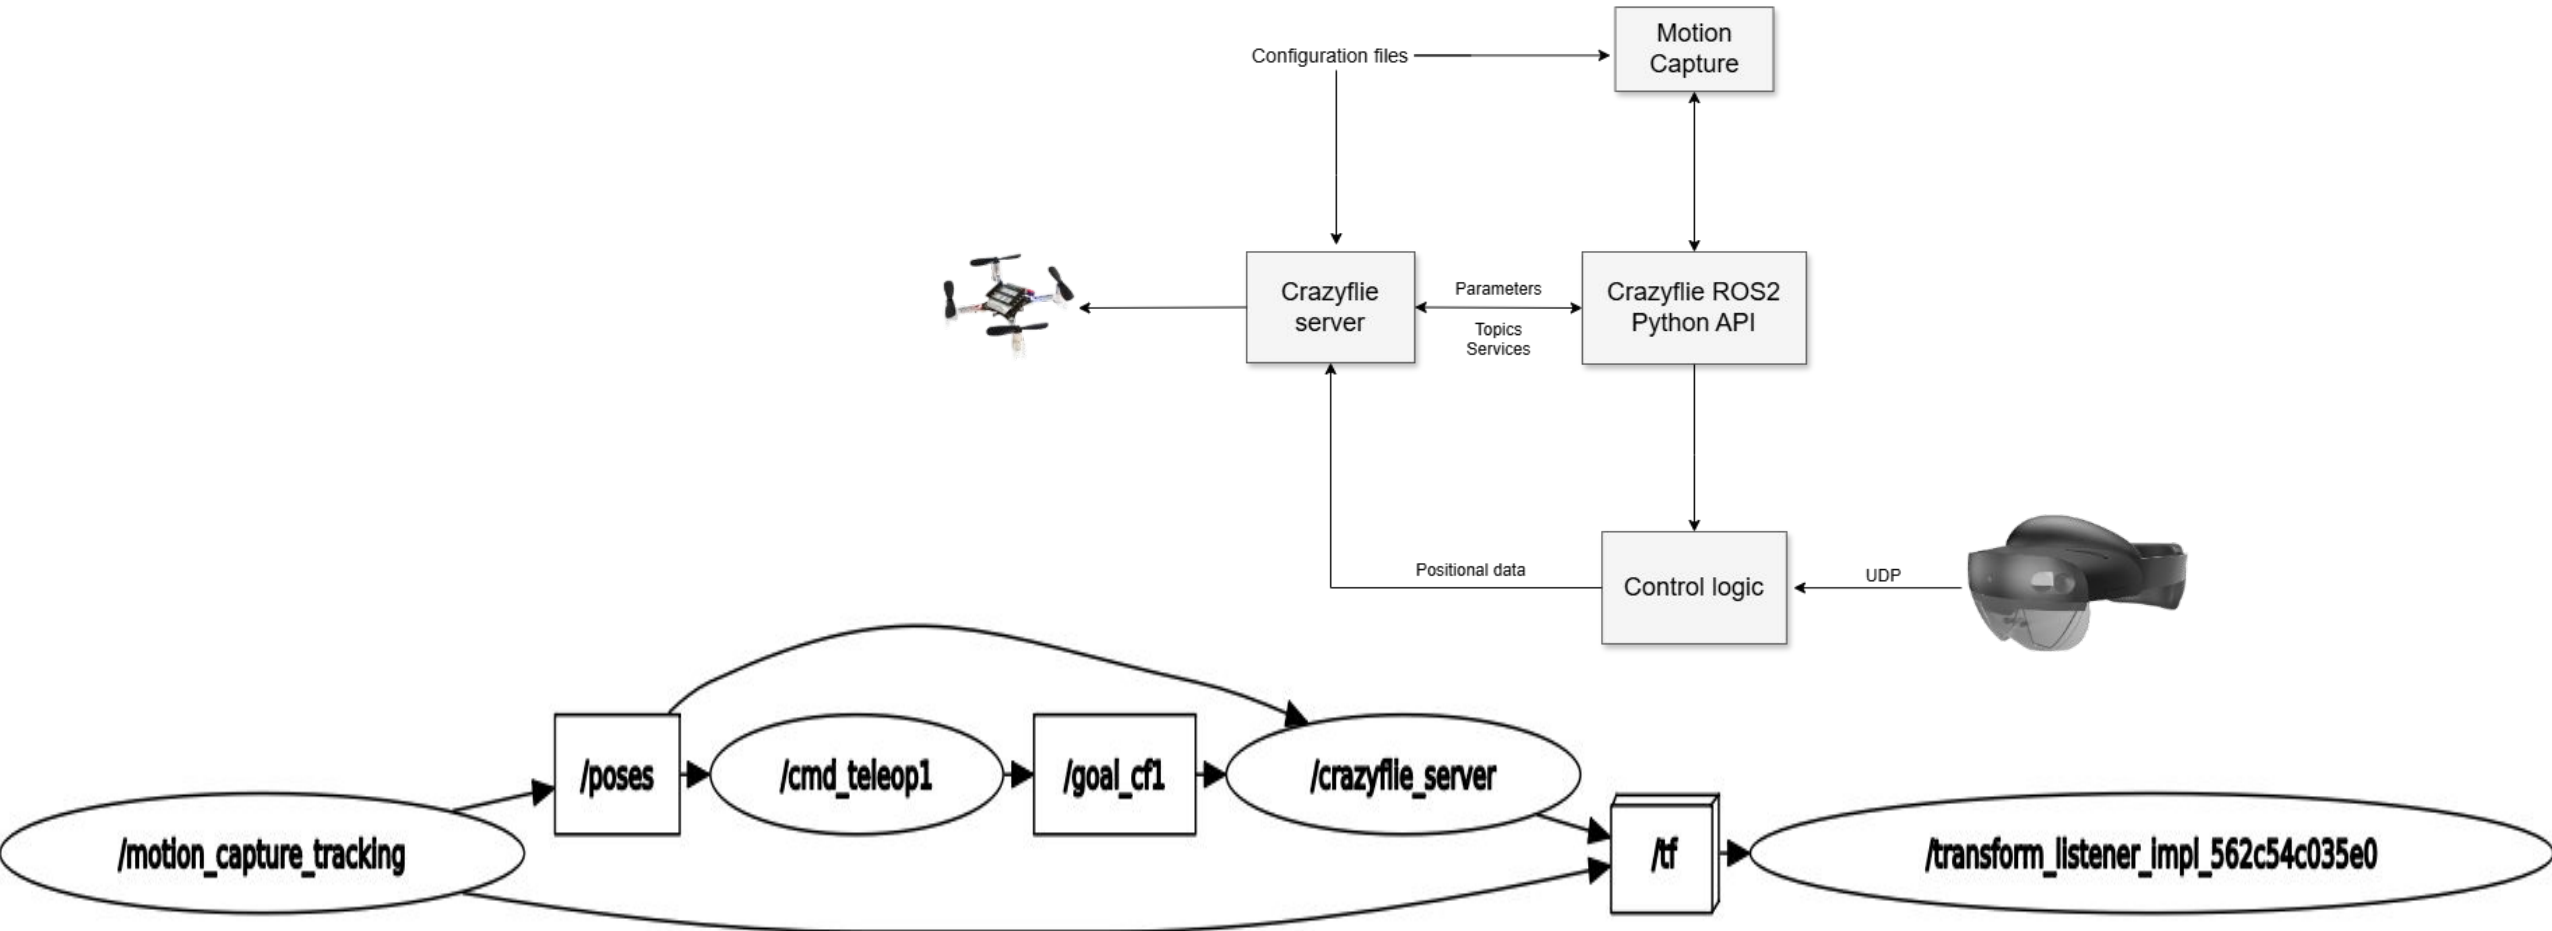 Motion
Capture
Configuration files
Crazyflie
server
Parameters
Topics
Services
Crazyflie ROS2
Python API
Positional data
Control logic
UDP
/poses
/cmd_teleop1
/goal_cf1
/crazyflie_server
/motion_capture_tracking
/tf
/transform_listener_impl_562c54c035e0